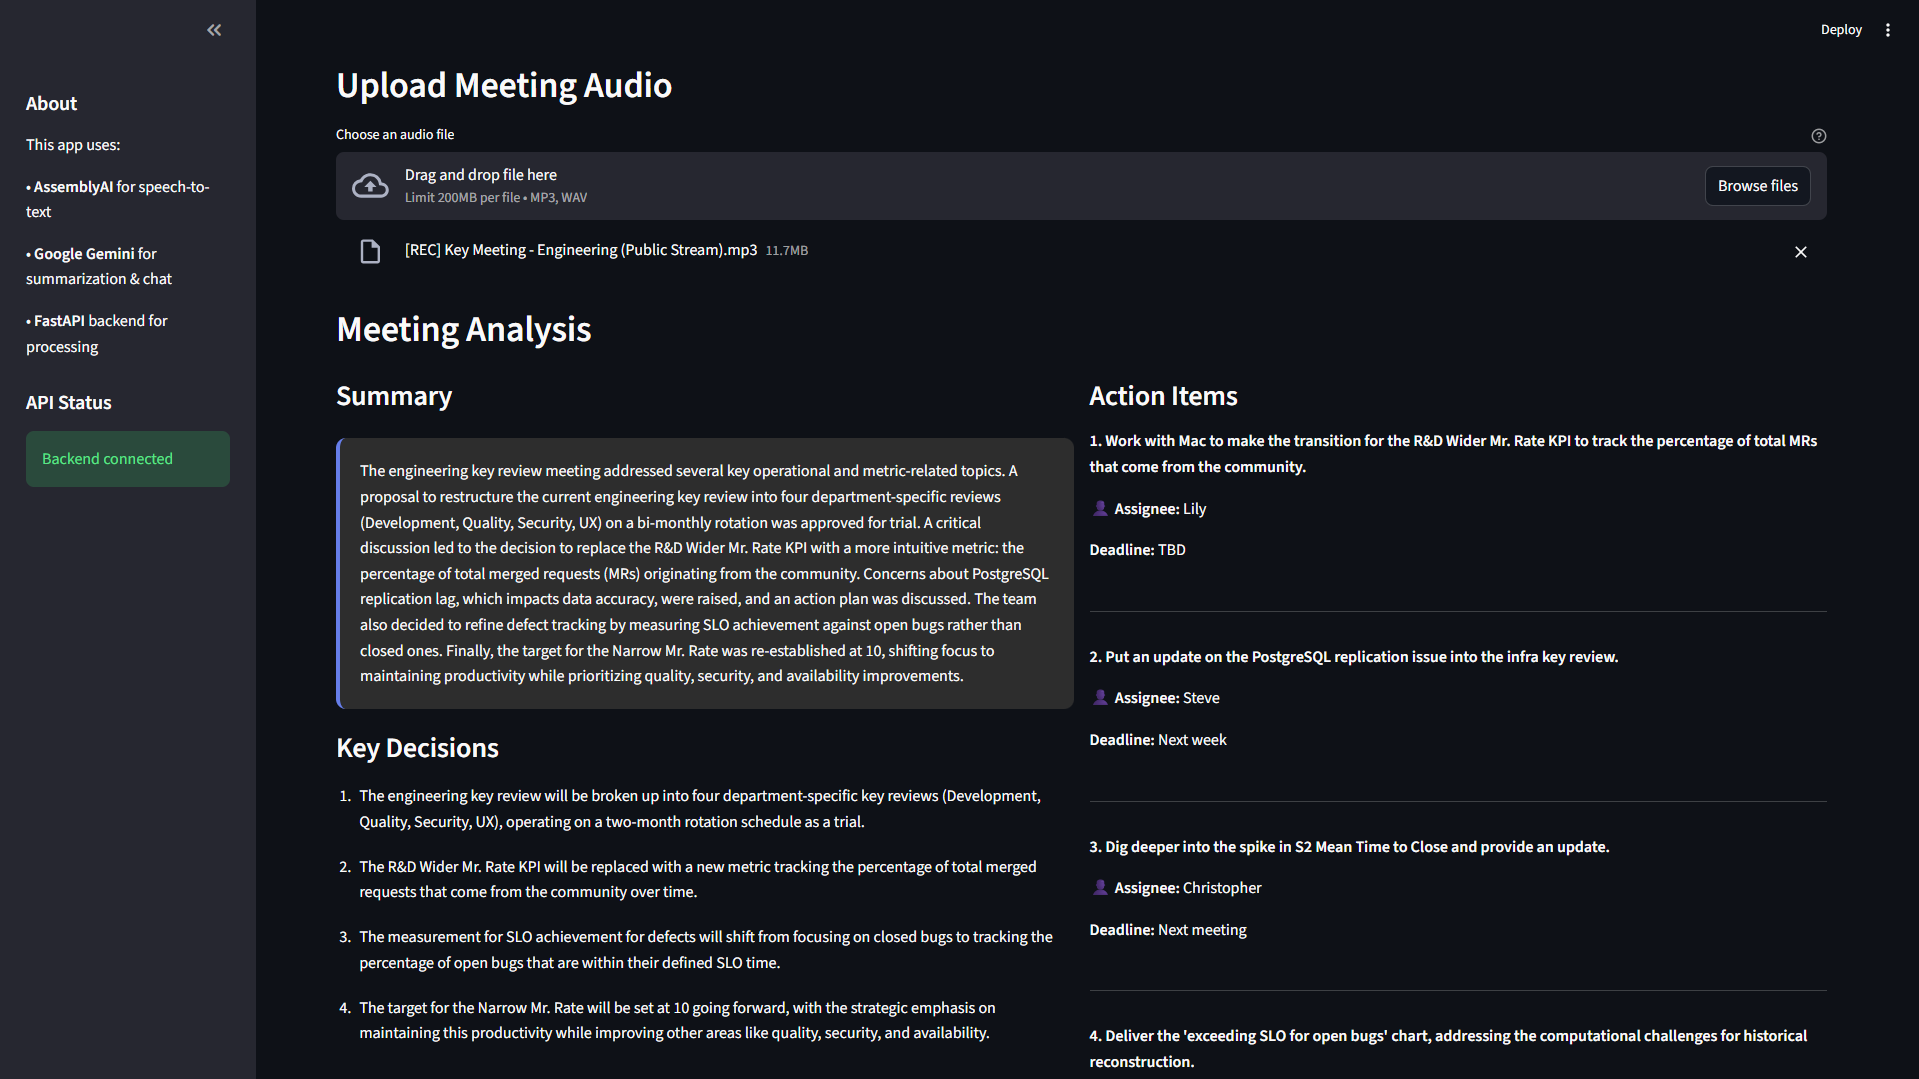 About
This app uses:
• AssemblyAI for speech-to-
text
• Google Gemini for
summarization & chat
• FastAPI backend for
processing
API Status
Backend connected
Deploy
Upload Meeting Audio
Choose an audio file
Drag and drop file here
Limit 200MB per file • MP3, WAV
Browse files
[REC] Key Meeting - Engineering (Public Stream).mp3 11.7MB
Meeting Analysis
Summary
The engineering key review meeting addressed several key operational and metric-related topics. A
proposal to restructure the current engineering key review into four department-specific reviews
(Development, Quality, Security, UX) on a bi-monthly rotation was approved for trial. A critical
discussion led to the decision to replace the R&D Wider Mr. Rate KPI with a more intuitive metric: the
percentage of total merged requests (MRs) originating from the community. Concerns about PostgreSQL
replication lag, which impacts data accuracy, were raised, and an action plan was discussed. The team
also decided to refine defect tracking by measuring SLO achievement against open bugs rather than
closed ones. Finally, the target for the Narrow Mr. Rate was re-established at 10, shifting focus to
maintaining productivity while prioritizing quality, security, and availability improvements.
Key Decisions
1. The engineering key review will be broken up into four department-specific key reviews (Development,
Quality, Security, UX), operating on a two-month rotation schedule as a trial.
2. The R&D Wider Mr. Rate KPI will be replaced with a new metric tracking the percentage of total merged
requests that come from the community over time.
3. The measurement for SLO achievement for defects will shift from focusing on closed bugs to tracking the
percentage of open bugs that are within their defined SLO time.
4. The target for the Narrow Mr. Rate will be set at 10 going forward, with the strategic emphasis on
maintaining this productivity while improving other areas like quality, security, and availability.
Action Items
1. Work with Mac to make the transition for the R&D Wider Mr. Rate KPI to track the percentage of total MRs
that come from the community.
Assignee: Lily
Deadline: TBD
2. Put an update on the PostgreSQL replication issue into the infra key review.
Assignee: Steve
Deadline: Next week
3. Dig deeper into the spike in S2 Mean Time to Close and provide an update.
Assignee: Christopher
Deadline: Next meeting
4. Deliver the 'exceeding SLO for open bugs' chart, addressing the computational challenges for historical
reconstruction.